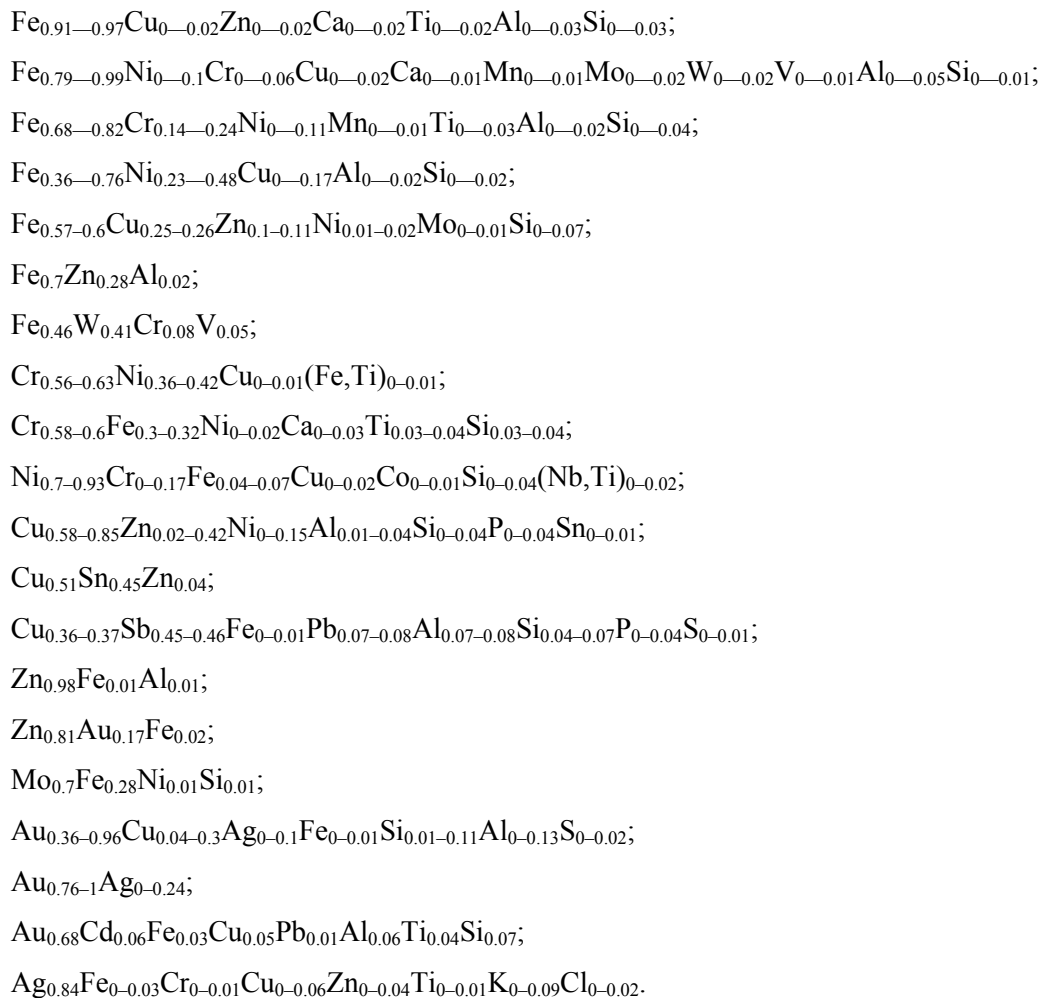 Fe₀.₉₁—₀.₉₇Cu₀—₀.₀₂Zn₀—₀.₀₂Ca₀—₀.₀₂Ti₀—₀.₀₂Al₀—₀.₀₃Si₀—₀.₀₃;
Fe₀.₇₉—₀.₉₉Ni₀—₀.₁Cr₀—₀.₀₆Cu₀—₀.₀₂Ca₀—₀.₀₁Mn₀—₀.₀₁Mo₀—₀.₀₂W₀—₀.₀₂V₀—₀.₀₁Al₀—₀.₀₅Si₀—₀.₀₁;
Fe₀.₆₈—₀.₈₂Cr₀.₁₄—₀.₂₄Ni₀—₀.₁₁Mn₀—₀.₀₁Ti₀—₀.₀₃Al₀—₀.₀₂Si₀—₀.₀₄;
Fe₀.₃₆—₀.₇₆Ni₀.₂₃—₀.₄₈Cu₀—₀.₁₇Al₀—₀.₀₂Si₀—₀.₀₂;
Fe₀.₅₇–₀.₆Cu₀.₂₅–₀.₂₆Zn₀.₁–₀.₁₁Ni₀.₀₁–₀.₀₂Mo₀–₀.₀₁Si₀–₀.₀₇;
Fe₀.₇Zn₀.₂₈Al₀.₀₂;
Fe₀.₄₆W₀.₄₁Cr₀.₀₈V₀.₀₅;
Cr₀.₅₆–₀.₆₃Ni₀.₃₆–₀.₄₂Cu₀–₀.₀₁(Fe,Ti)₀–₀.₀₁;
Cr₀.₅₈–₀.₆Fe₀.₃–₀.₃₂Ni₀–₀.₀₂Ca₀–₀.₀₃Ti₀.₀₃–₀.₀₄Si₀.₀₃–₀.₀₄;
Ni₀.₇–₀.₉₃Cr₀–₀.₁₇Fe₀.₀₄–₀.₀₇Cu₀–₀.₀₂Co₀–₀.₀₁Si₀–₀.₀₄(Nb,Ti)₀–₀.₀₂;
Cu₀.₅₈–₀.₈₅Zn₀.₀₂–₀.₄₂Ni₀–₀.₁₅Al₀.₀₁–₀.₀₄Si₀–₀.₀₄P₀–₀.₀₄Sn₀–₀.₀₁;
Cu₀.₅₁Sn₀.₄₅Zn₀.₀₄;
Cu₀.₃₆–₀.₃₇Sb₀.₄₅–₀.₄₆Fe₀–₀.₀₁Pb₀.₀₇–₀.₀₈Al₀.₀₇–₀.₀₈Si₀.₀₄–₀.₀₇P₀–₀.₀₄S₀–₀.₀₁;
Zn₀.₉₈Fe₀.₀₁Al₀.₀₁;
Zn₀.₈₁Au₀.₁₇Fe₀.₀₂;
Mo₀.₇Fe₀.₂₈Ni₀.₀₁Si₀.₀₁;
Au₀.₃₆–₀.₉₆Cu₀.₀₄–₀.₃Ag₀–₀.₁Fe₀–₀.₀₁Si₀.₀₁–₀.₁₁Al₀–₀.₁₃S₀–₀.₀₂;
Au₀.₇₆–₁Ag₀–₀.₂₄;
Au₀.₆₈Cd₀.₀₆Fe₀.₀₃Cu₀.₀₅Pb₀.₀₁Al₀.₀₆Ti₀.₀₄Si₀.₀₇;
Ag₀.₈₄Fe₀–₀.₀₃Cr₀–₀.₀₁Cu₀–₀.₀₆Zn₀–₀.₀₄Ti₀–₀.₀₁K₀–₀.₀₉Cl₀–₀.₀₂.